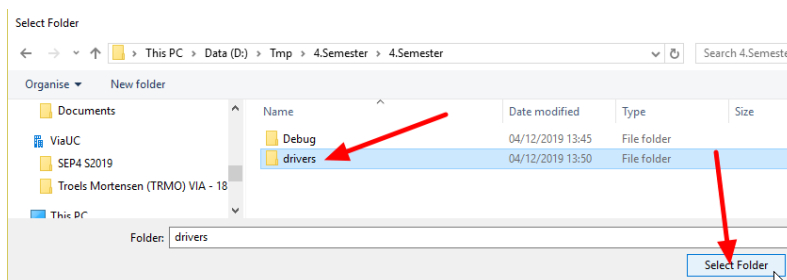 Select Folder
This PC > Data (D:) > Tmp > 4.Semester > 4.Semester
Search 4.Semeste
Organise New folder
Documents
ViaUC
SEP4 S2019
Troels Mortensen (TRMO) VIA - 18
This PC
Name Date modified Type Size
Debug 04/12/2019 13:45 File folder
drivers 04/12/2019 13:50 File folder
Folder: drivers
Select Folder